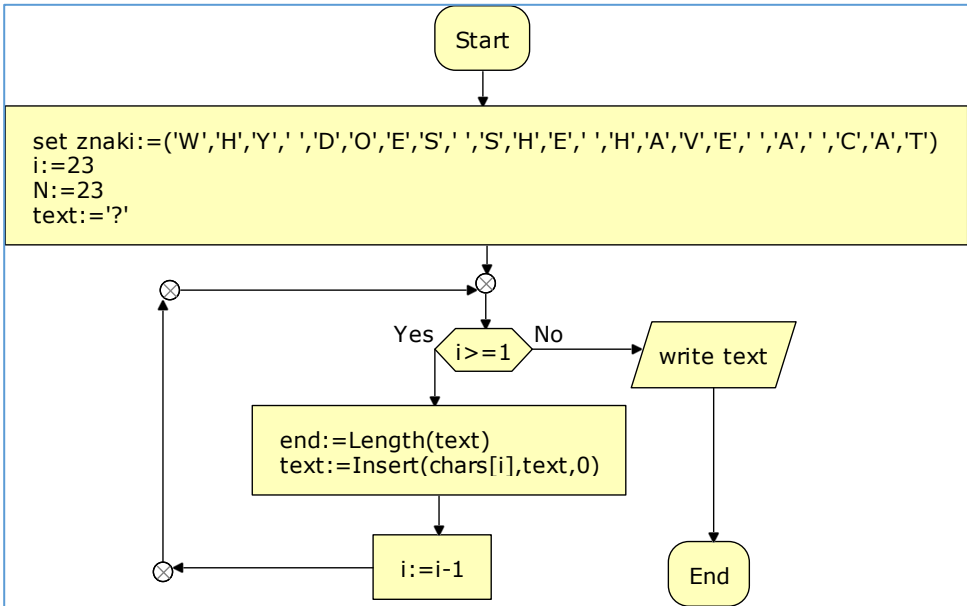 Start
set znaki:=('W','H','Y',' ','D','O','E','S',' ','S','H','E',' ','H','A','V','E',' ','A',' ','C','A','T')
i:=23
N:=23
text:='?'
Yes
No
i>=1
write text
end:=Length(text)
text:=Insert(chars[i],text,0)
i:=i-1
End